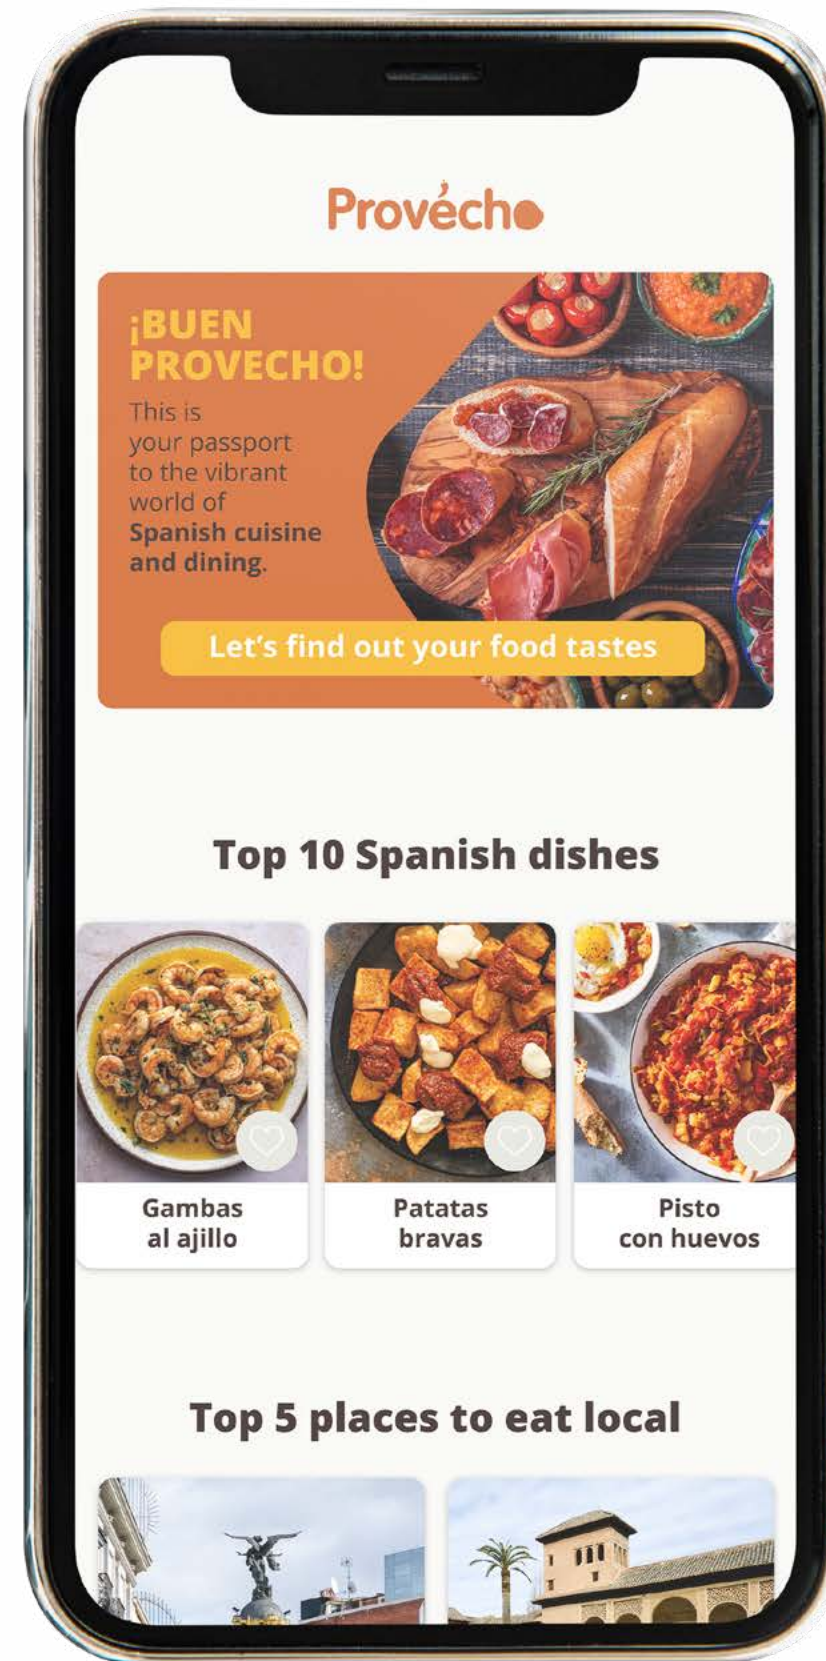 Provécho
¡BUEN
PROVECHO!
This is
your passport
to the vibrant
world of
Spanish cuisine
and dining.
Let's find out your food tastes
Top 10 Spanish dishes
Gambas
al ajillo
Patatas
bravas
Pisto
con huevos
Top 5 places to eat local